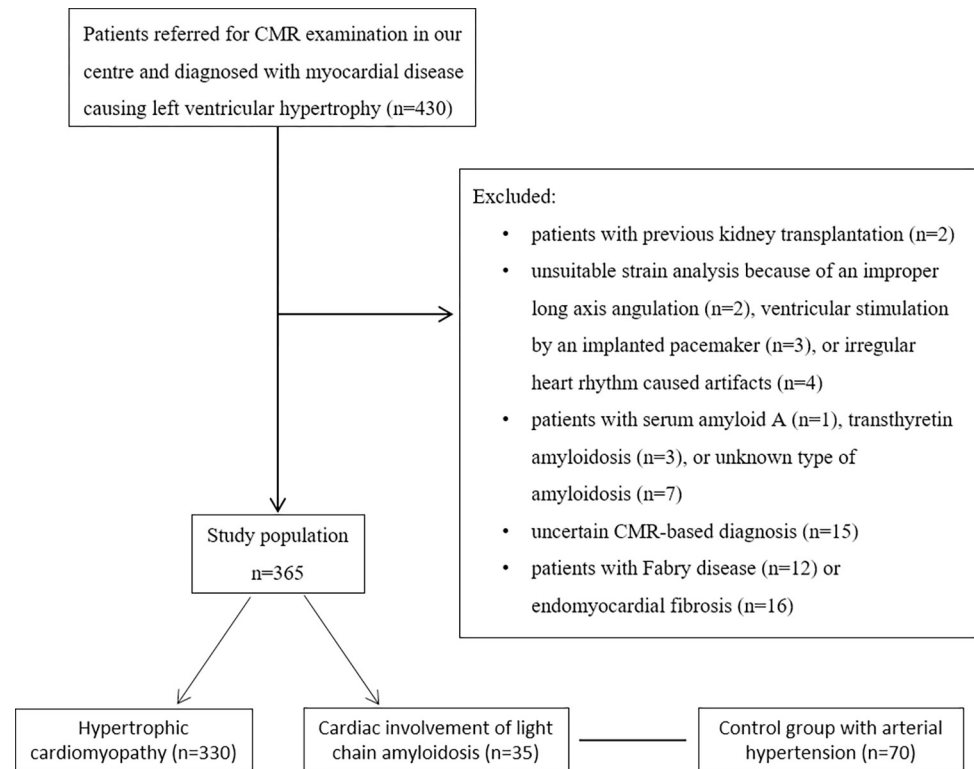 Patients referred for CMR examination in our
centre and diagnosed with myocardial disease
causing left ventricular hypertrophy (n=430)
Excluded:
• patients with previous kidney transplantation (n=2)
• unsuitable strain analysis because of an improper
long axis angulation (n=2), ventricular stimulation
by an implanted pacemaker (n=3), or irregular
heart rhythm caused artifacts (n=4)
• patients with serum amyloid A (n=1), transthyretin
amyloidosis (n=3), or unknown type of
amyloidosis (n=7)
• uncertain CMR-based diagnosis (n=15)
• patients with Fabry disease (n=12) or
endomyocardial fibrosis (n=16)
Study population
n=365
Hypertrophic
cardiomyopathy (n=330)
Cardiac involvement of light
chain amyloidosis (n=35)
Control group with arterial
hypertension (n=70)